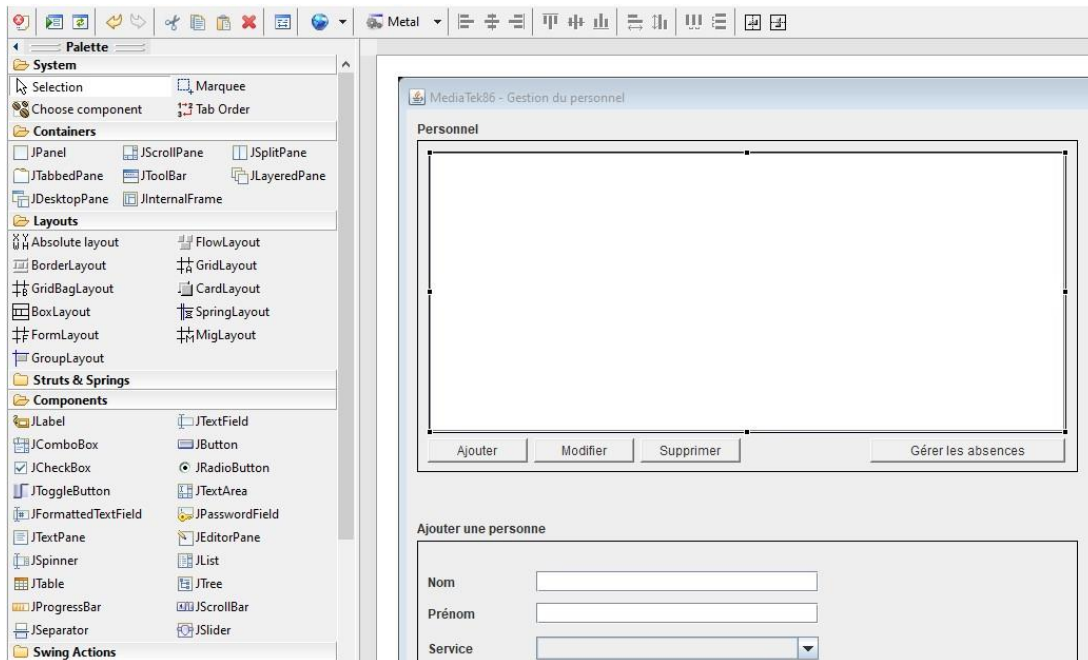 Metal
Palette
System
Selection Marquee
Choose component Tab Order
Containers
JPanel JScrollPane JSplitPane
JTabbedPane JToolBar JLayeredPane
JDesktopPane JInternalFrame
Layouts
Absolute layout FlowLayout
BorderLayout GridLayout
GridBagLayout CardLayout
BoxLayout SpringLayout
FormLayout MigLayout
GroupLayout
Struts & Springs
Components
JLabel JTextField
JComboBox JButton
JCheckBox JRadioButton
JToggleButton JTextArea
JFormattedTextField JPasswordField
JTextPane JEditorPane
JSpinner JList
JTable JTree
JProgressBar JScrollBar
JSeparator JSlider
Swing Actions
MediaTek86 - Gestion du personnel
Personnel
Ajouter Modifier Supprimer Gérer les absences
Ajouter une personne
Nom
Prénom
Service